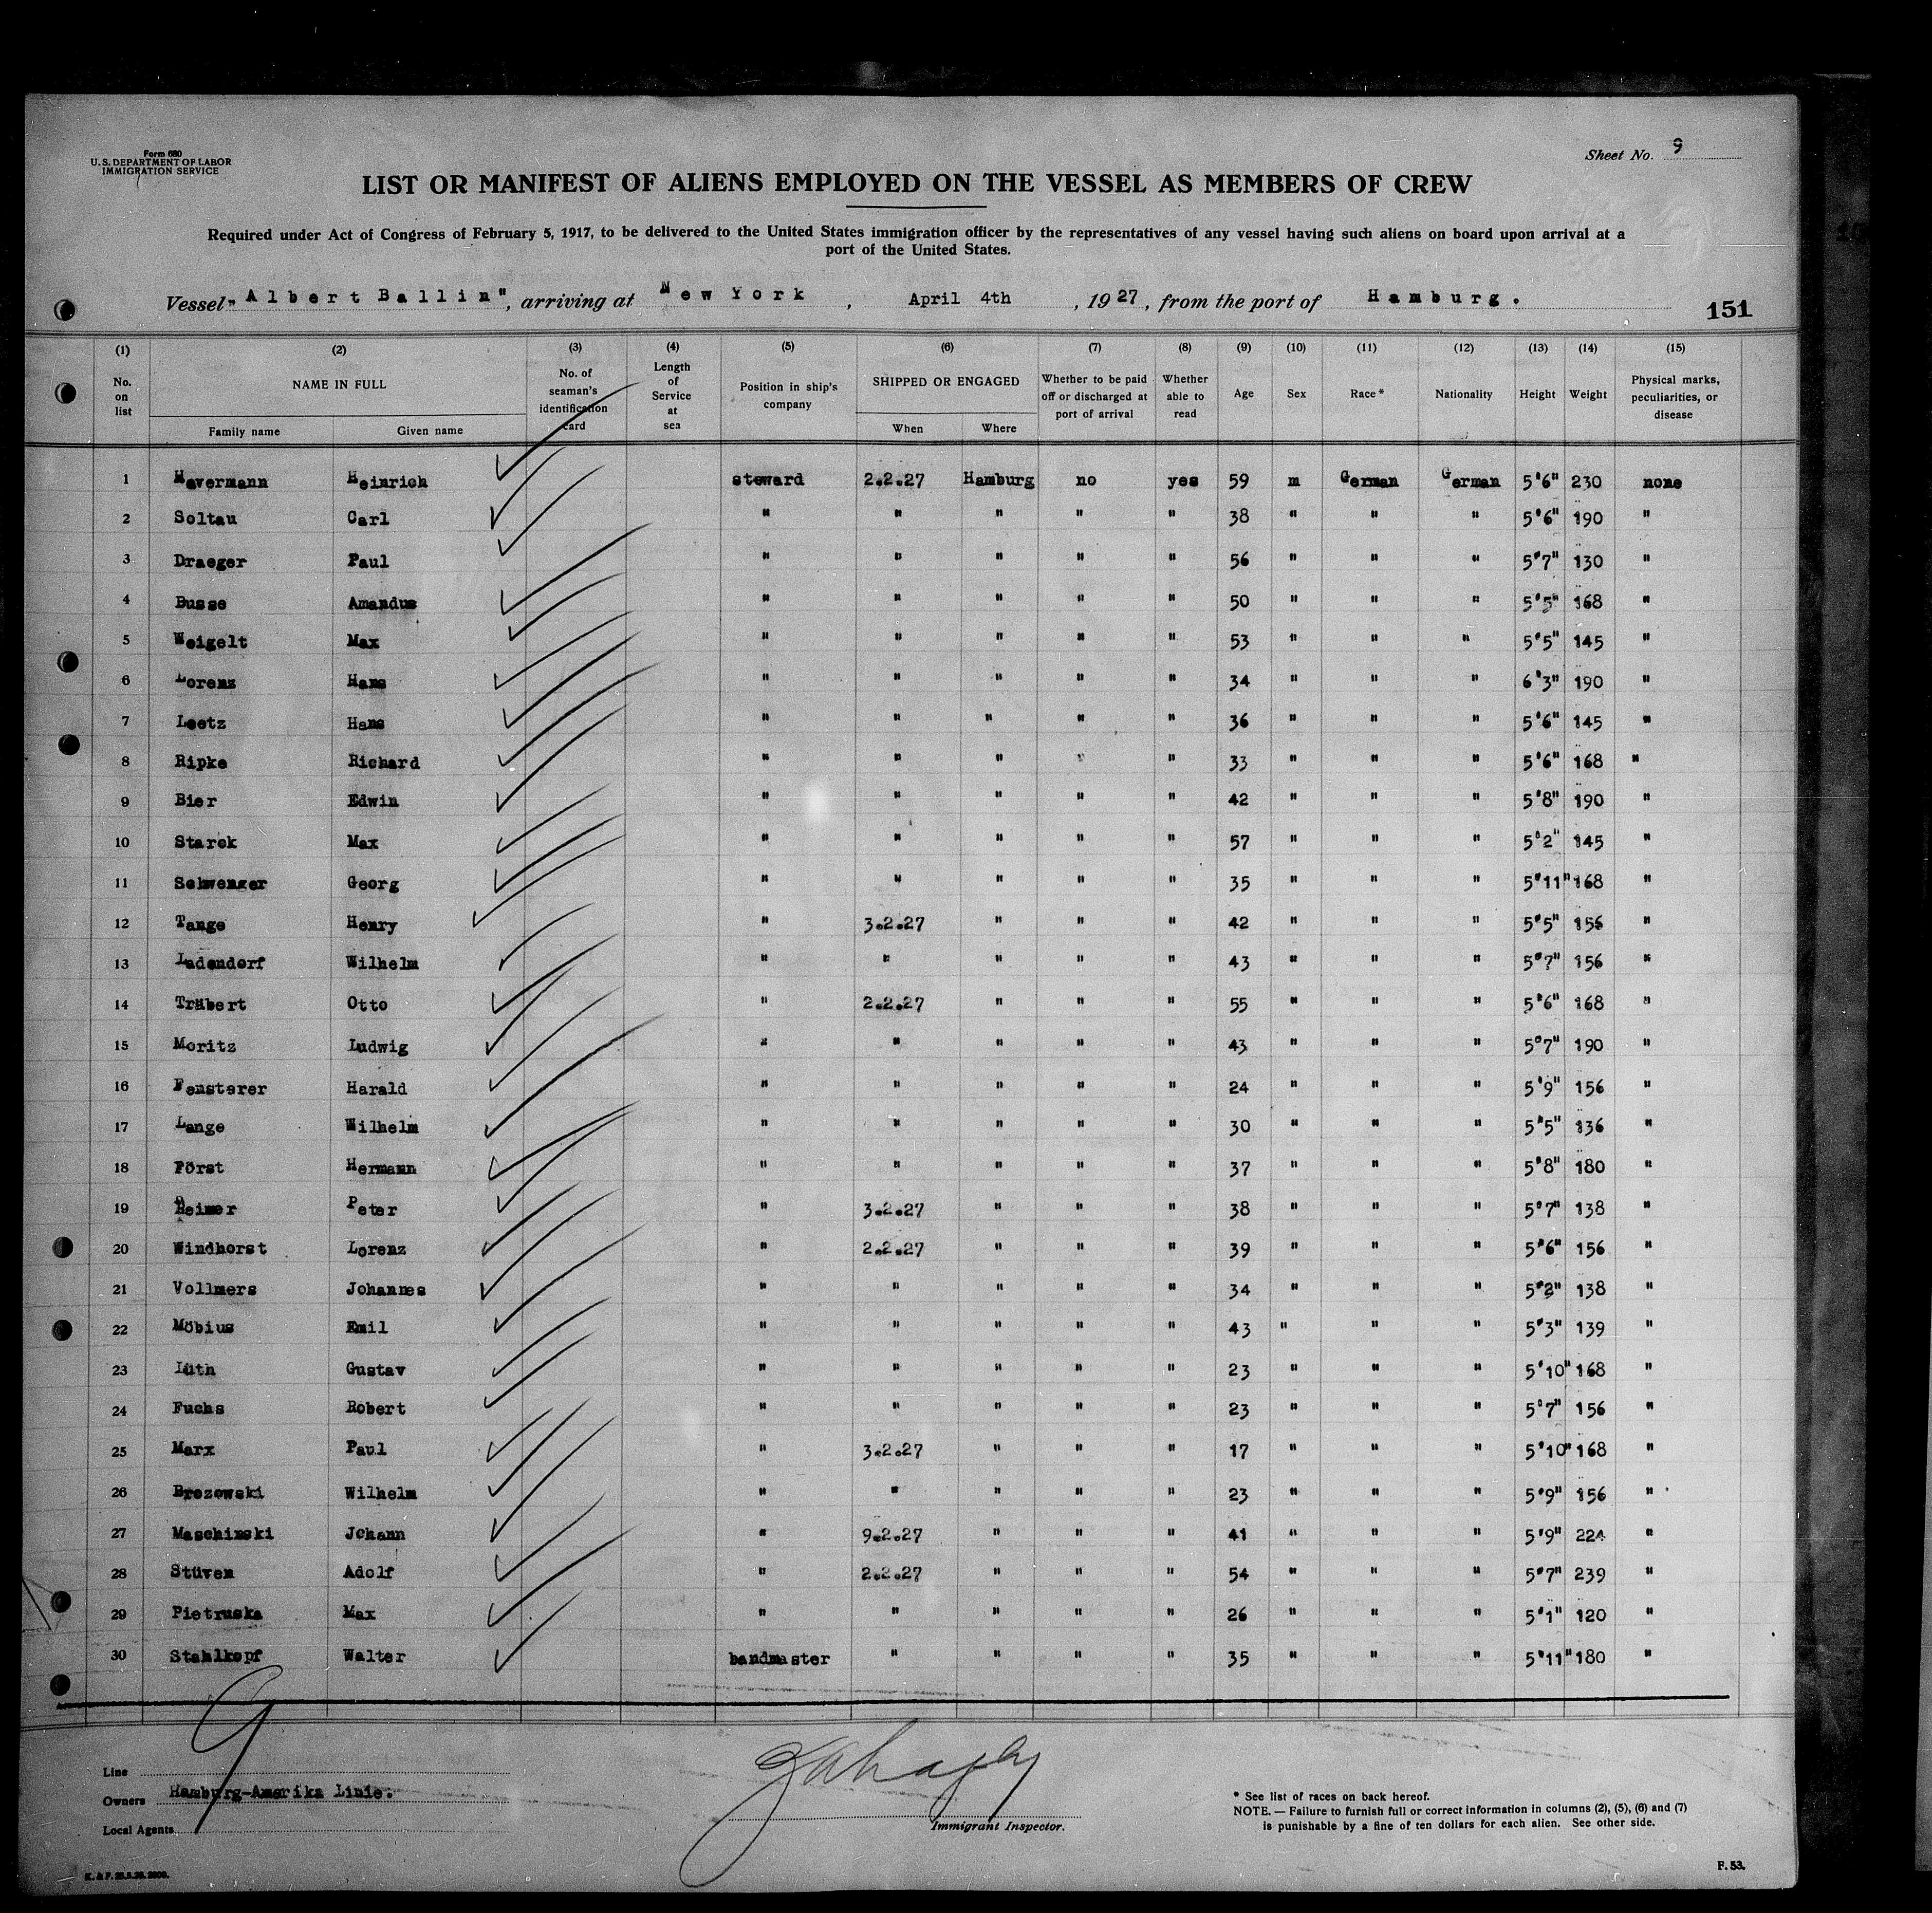 Form 680
U.S. DEPARTMENT OF LABOR
IMMIGRATION SERVICE
Sheet No. 9
LIST OR MANIFEST OF ALIENS EMPLOYED ON THE VESSEL AS MEMBERS OF CREW
Required under Act of Congress of February 5, 1917, to be delivered to the United States immigration officer by the representatives of any vessel having such aliens on board upon arrival at a
port of the United States.
Vessel "Albert Ballin", arriving at New York, April 4th, 1927, from the port of Hamburg.
151
(1) (2) (3) (4) (5) (6) (7) (8) (9) (10) (11) (12) (13) (14) (15)
No. on list NAME IN FULL No. of seaman's identification card Length of Service at sea Position in ship's company SHIPPED OR ENGAGED Whether to be paid off or discharged at port of arrival Whether able to read Age Sex Race* Nationality Height Weight Physical marks, peculiarities, or disease
Family name Given name When Where
1 Havermann Heinrich steward 2.2.27 Hamburg no yes 59 m German German 5'6" 230 none
2 Soltau Carl " " " " " 38 " " " 5'6" 190 "
3 Draeger Paul " " " " " 56 " " " 5'7" 130 "
4 Busse Amandus " " " " " 50 " " " 5'5" 168 "
5 Weigelt Max " " " " " 53 " " " 5'5" 145 "
6 Lorenz Hans " " " " " 34 " " " 6'3" 190 "
7 Leetz Hans " " " " " 36 " " " 5'6" 145 "
8 Ripke Richard " " " " " 33 " " " 5'6" 168 "
9 Bier Edwin " " " " " 42 " " " 5'8" 190 "
10 Starck Max " " " " " 57 " " " 5'2" 145 "
11 Schwenger Georg " " " " " 35 " " " 5'11" 168 "
12 Tange Henry " 3.2.27 " " " 42 " " " 5'5" 156 "
13 Ladendorf Wilhelm " " " " " 43 " " " 5'7" 156 "
14 Träbert Otto " 2.2.27 " " " 55 " " " 5'6" 168 "
15 Moritz Ludwig " " " " " 43 " " " 5'7" 190 "
16 Fensterer Harald " " " " " 24 " " " 5'9" 156 "
17 Lange Wilhelm " " " " " 30 " " " 5'5" 136 "
18 Först Hermann " " " " " 37 " " " 5'8" 180 "
19 Reimer Peter " 3.2.27 " " " 38 " " " 5'7" 138 "
20 Windhorst Lorenz " 2.2.27 " " " 39 " " " 5'6" 156 "
21 Vollmers Johannes " " " " " 34 " " " 5'2" 138 "
22 Möbius Emil " " " " " 43 " " " 5'3" 139 "
23 Lüth Gustav " " " " " 23 " " " 5'10" 168 "
24 Fuchs Robert " " " " " 23 " " " 5'7" 156 "
25 Marx Paul " 3.2.27 " " " 17 " " " 5'10" 168 "
26 Brozowski Wilhelm " " " " " 23 " " " 5'9" 156 "
27 Maschinski Johann " 9.2.27 " " " 41 " " " 5'9" 224 "
28 Stüven Adolf " 2.2.27 " " " 54 " " " 5'7" 239 "
29 Pietruska Max " " " " " 26 " " " 5'1" 120 "
30 Stahlkopf Walter bandmaster " " " " 35 " " " 5'11" 180 "
9
Line
Owners Hamburg-Amerika Linie.
Local Agents
Immigrant Inspector.
* See list of races on back hereof.
NOTE. — Failure to furnish full or correct information in columns (2), (5), (6) and (7)
is punishable by a fine of ten dollars for each alien. See other side.
F. 53.